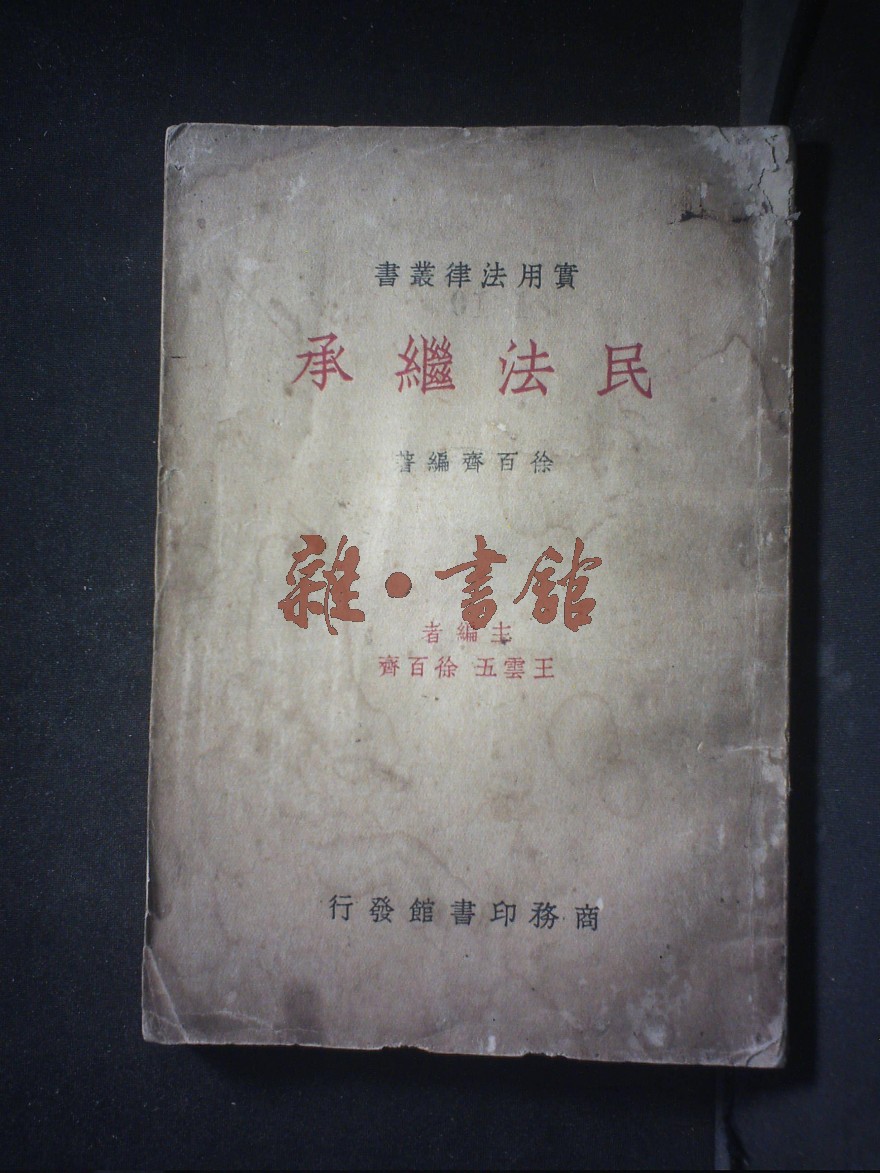 實用法律叢書
民法繼承
徐百齊編著
雜·書館
主編者
王雲五 徐百齊
商務印書館發行